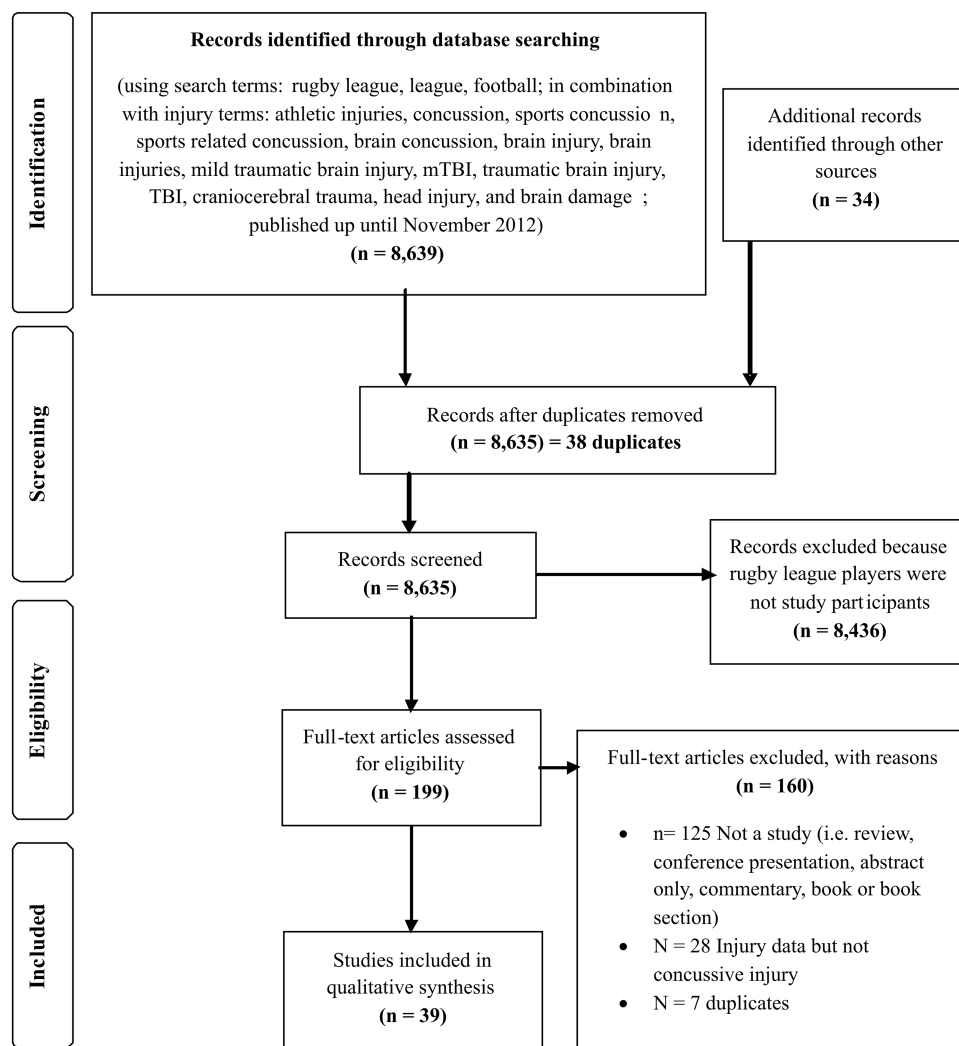 Identification
Records identified through database searching
(using search terms: rugby league, league, football; in combination
with injury terms: athletic injuries, concussion, sports concussio n,
sports related concussion, brain concussion, brain injury, brain
injuries, mild traumatic brain injury, mTBI, traumatic brain injury,
TBI, craniocerebral trauma, head injury, and brain damage ;
published up until November 2012)
(n = 8,639)
Additional records
identified through other
sources
(n = 34)
Screening
Records after duplicates removed
(n = 8,635) = 38 duplicates
Records screened
(n = 8,635)
Records excluded because
rugby league players were
not study participants
(n = 8,436)
Eligibility
Full-text articles assessed
for eligibility
(n = 199)
Full-text articles excluded, with reasons
(n = 160)
• n= 125 Not a study (i.e. review,
conference presentation, abstract
only, commentary, book or book
section)
• N = 28 Injury data but not
concussive injury
• N = 7 duplicates
Included
Studies included in
qualitative synthesis
(n = 39)